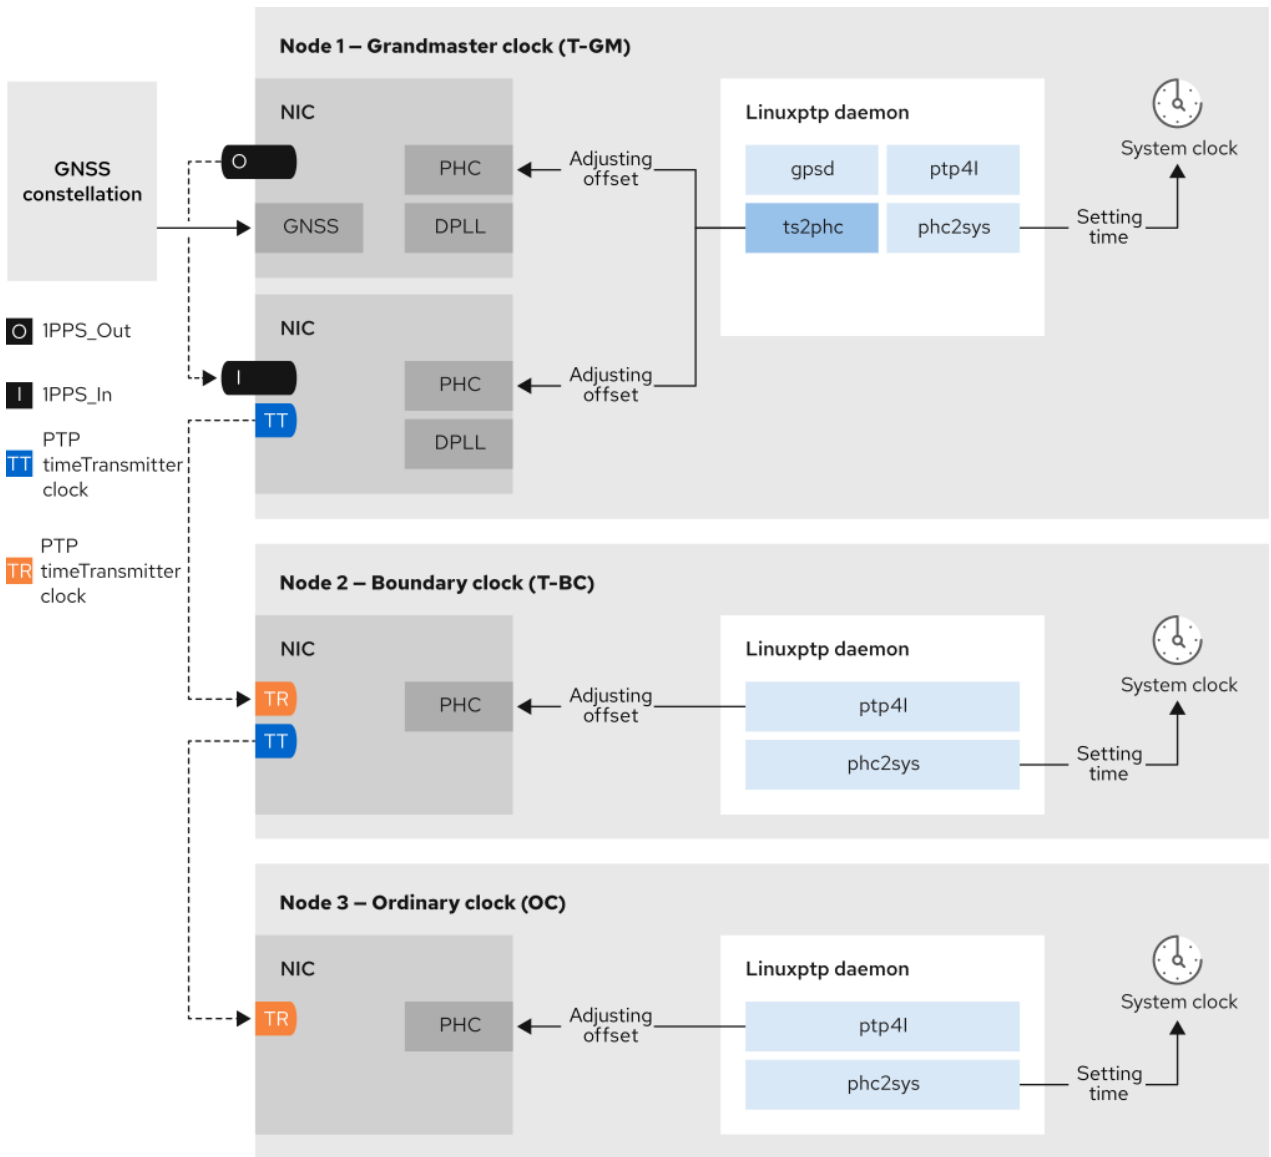 Node 1 – Grandmaster clock (T-GM)
GNSS
constellation
NIC
O
PHC
GNSS
DPLL
Adjusting
offset
Linuxptp daemon
gpsd
ptp4l
ts2phc
phc2sys
Setting
time
System clock
NIC
I
TT
PHC
DPLL
Adjusting
offset
O 1PPS_Out
I 1PPS_In
PTP
TT timeTransmitter
clock
PTP
TR timeTransmitter
clock
Node 2 – Boundary clock (T-BC)
NIC
TR
TT
PHC
Adjusting
offset
Linuxptp daemon
ptp4l
phc2sys
Setting
time
System clock
Node 3 – Ordinary clock (OC)
NIC
TR
PHC
Adjusting
offset
Linuxptp daemon
ptp4l
phc2sys
Setting
time
System clock